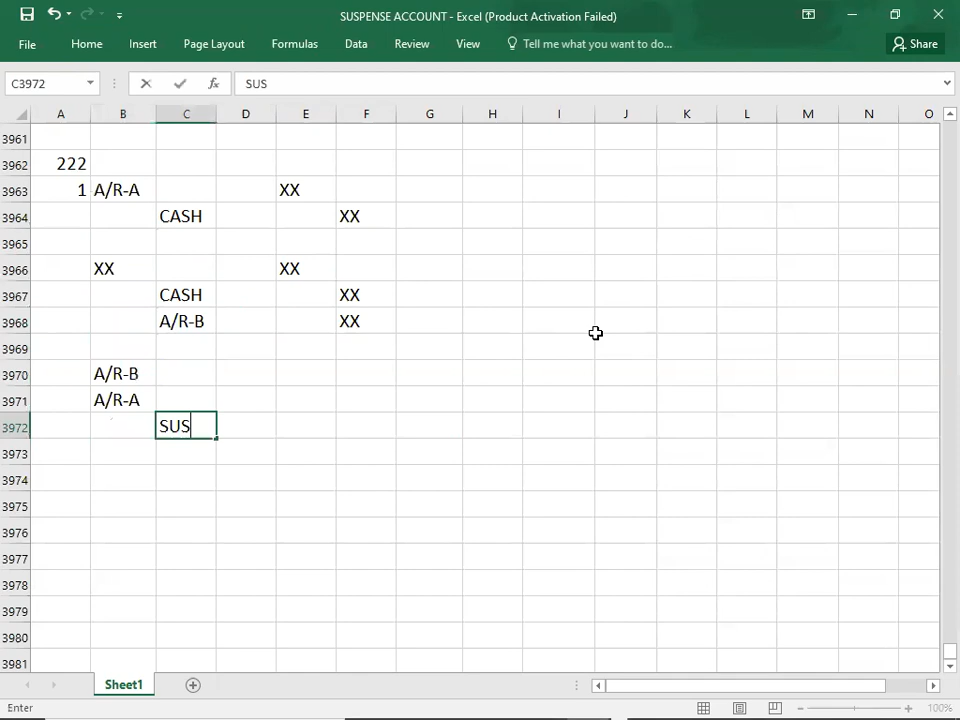 SUSPENSE ACCOUNT - Excel (Product Activation Failed)
File Home Insert Page Layout Formulas Data Review View Tell me what you want to do... Share
C3972 fx SUS
A B C D E F G H I J K L M N O
3961
3962 222
3963 1 A/R-A XX
3964 CASH XX
3965
3966 XX XX
3967 CASH XX
3968 A/R-B XX
3969
3970 A/R-B
3971 A/R-A
3972 SUS
3973
3974
3975
3976
3977
3978
3979
3980
3981
Sheet1
Enter 100%